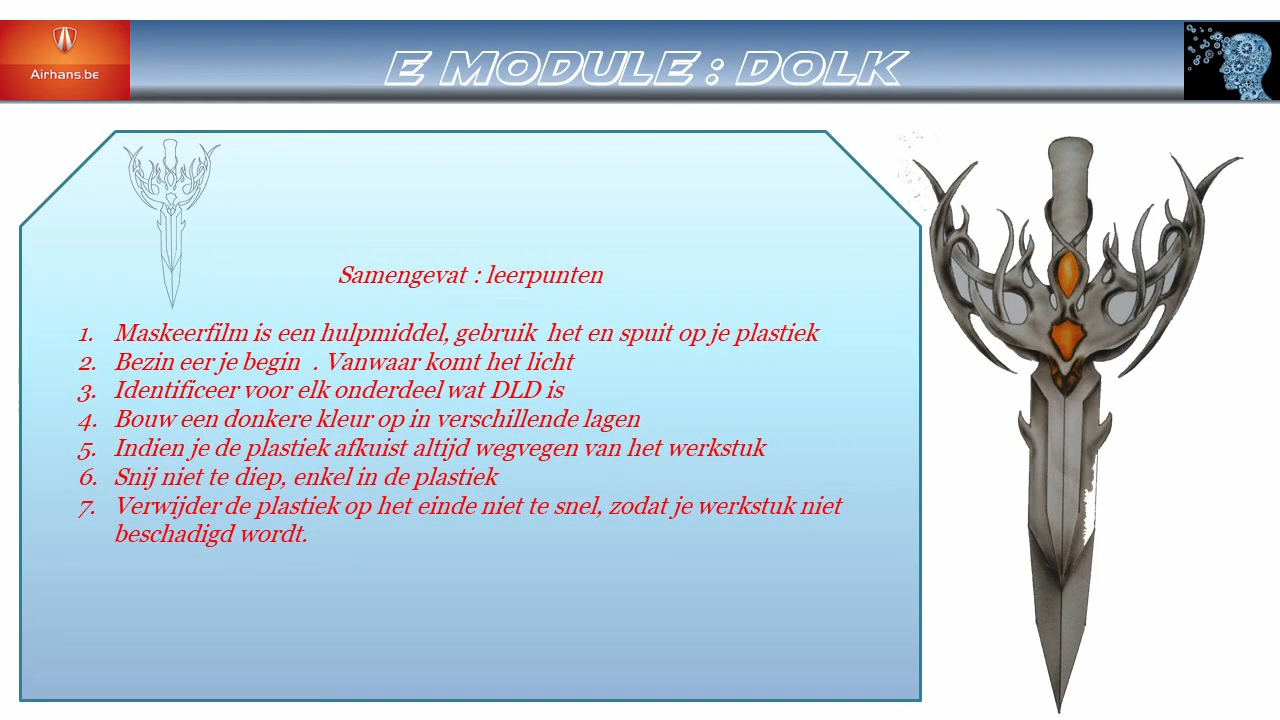 Airhans.be
E MODULE : DOLK
Samengevat : leerpunten
1. Maskeerfilm is een hulpmiddel, gebruik het en spuit op je plastiek
2. Bezin eer je begin . Vanwaar komt het licht
3. Identificeer voor elk onderdeel wat DLD is
4. Bouw een donkere kleur op in verschillende lagen
5. Indien je de plastiek afkuist altijd wegvegen van het werkstuk
6. Snij niet te diep, enkel in de plastiek
7. Verwijder de plastiek op het einde niet te snel, zodat je werkstuk niet
beschadigd wordt.